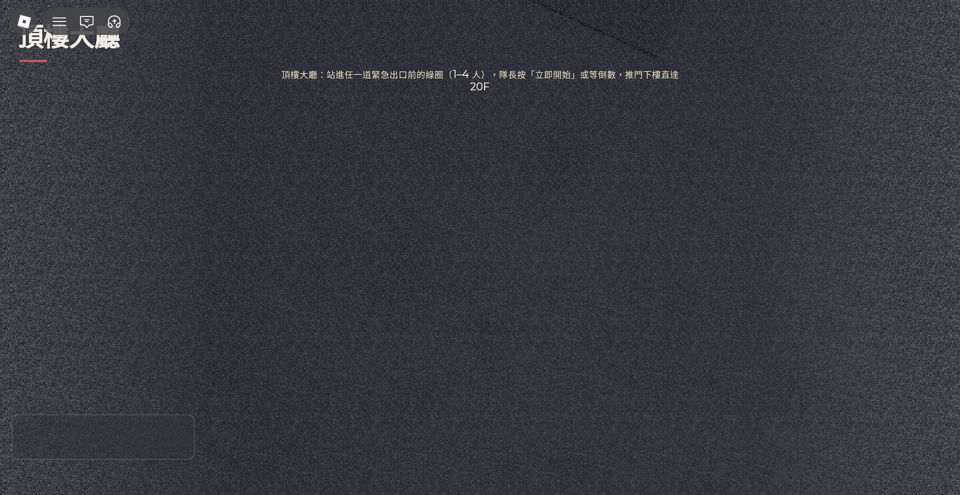 頂樓大廳
頂樓大廳：站進任一道緊急出口前的綠圈（1–4 人），隊長按「立即開始」或等倒數，推門下樓直達
20F